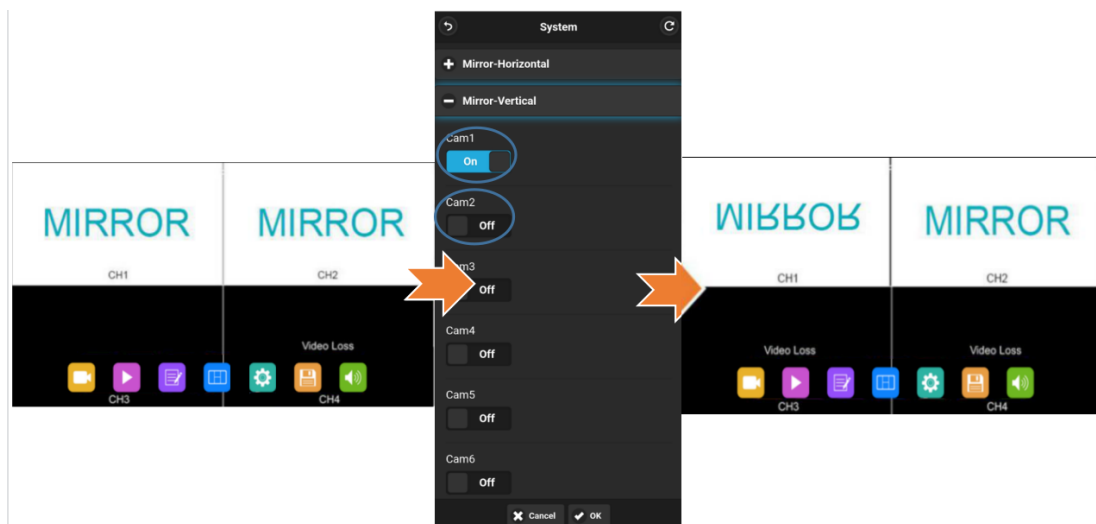 MIRROR
MIRROR
CH1
CH2
Video Loss
CH3
CH4
System
Mirror-Horizontal
Mirror-Vertical
Cam1
On
Cam2
Off
Cam3
Off
Cam4
Off
Cam5
Off
Cam6
Off
Cancel
OK
MIRROR
MIRROR
CH1
CH2
Video Loss
Video Loss
CH3
CH4